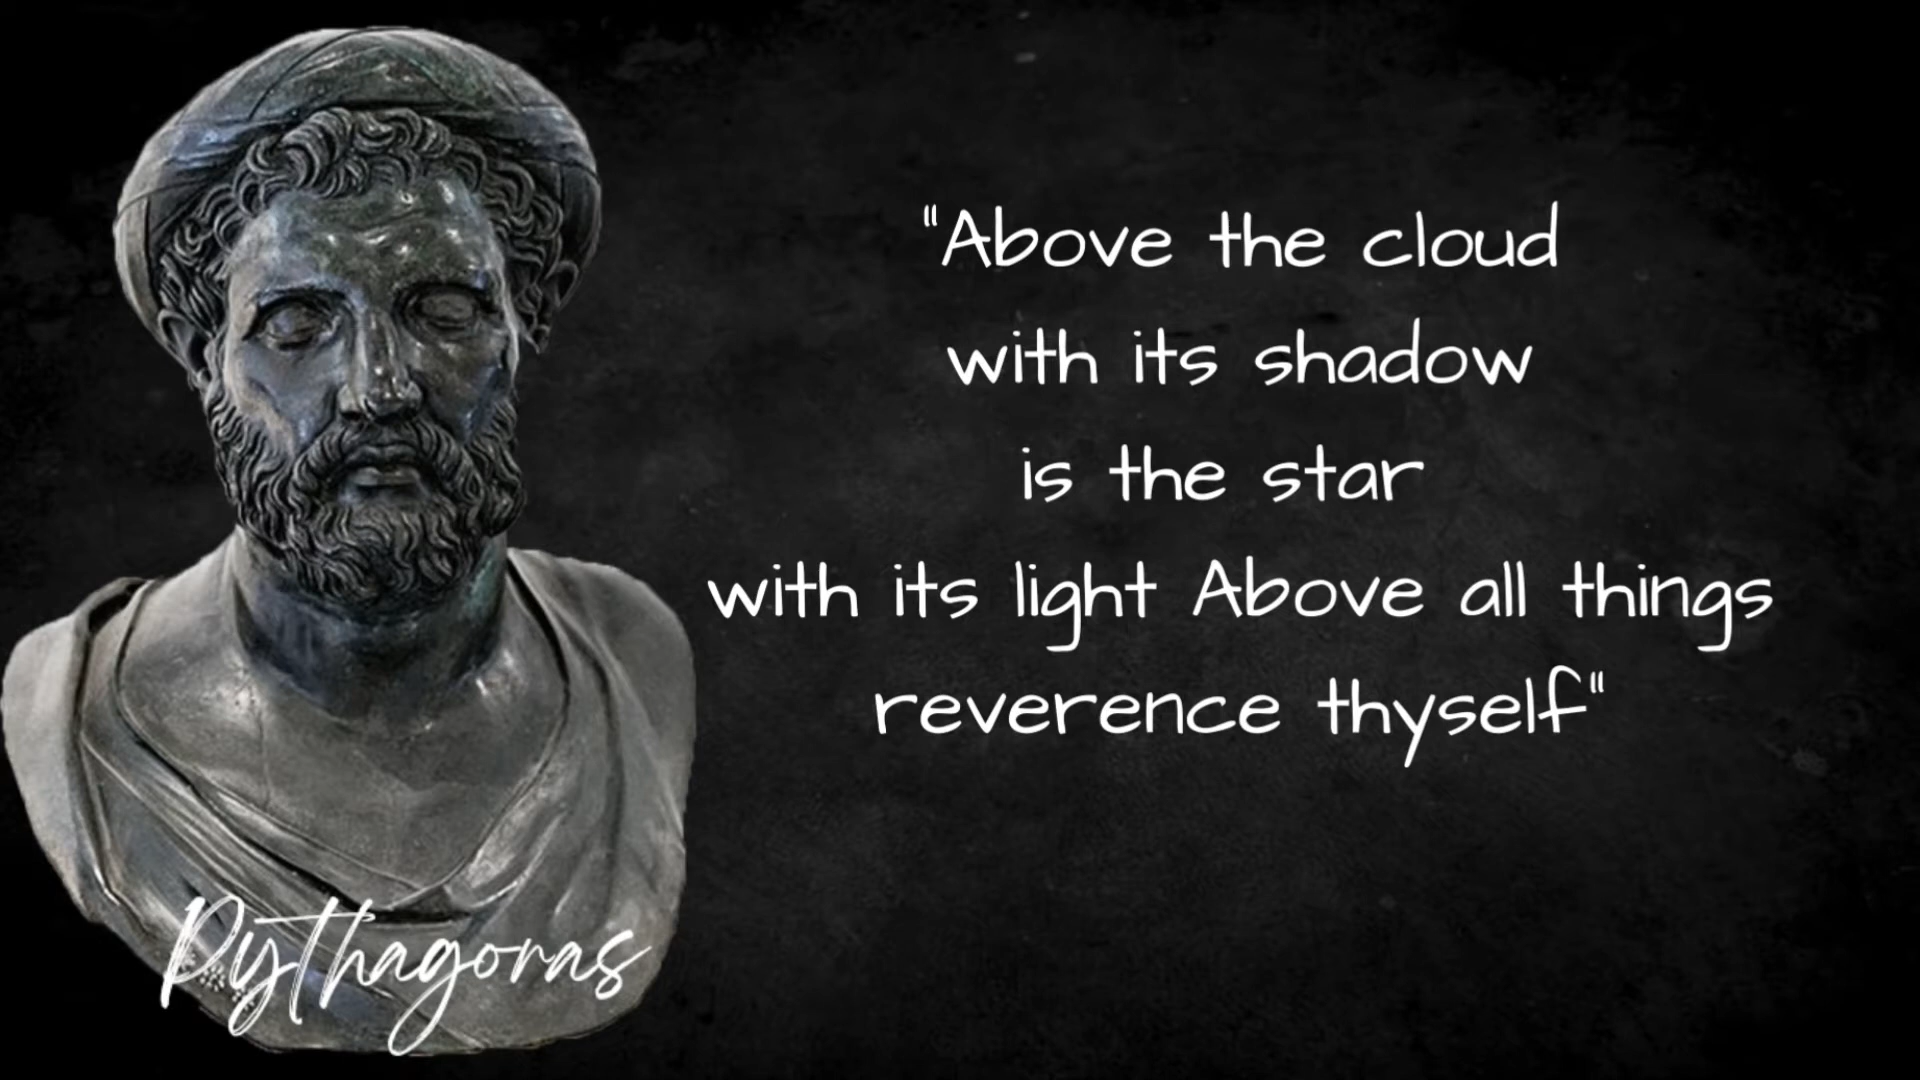 "Above the cloud
with its shadow
is the star
with its light Above all things
reverence thyself"
Pythagoras